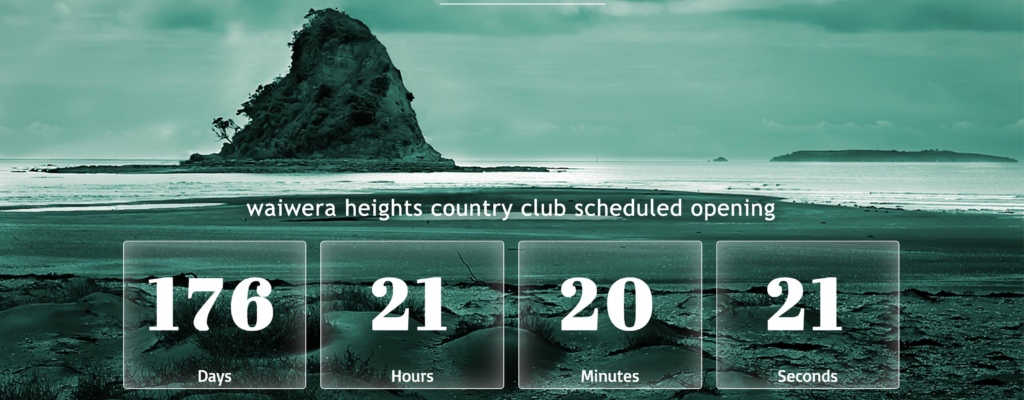 waiwera heights country club scheduled opening
176 21 20 21
Days Hours Minutes Seconds